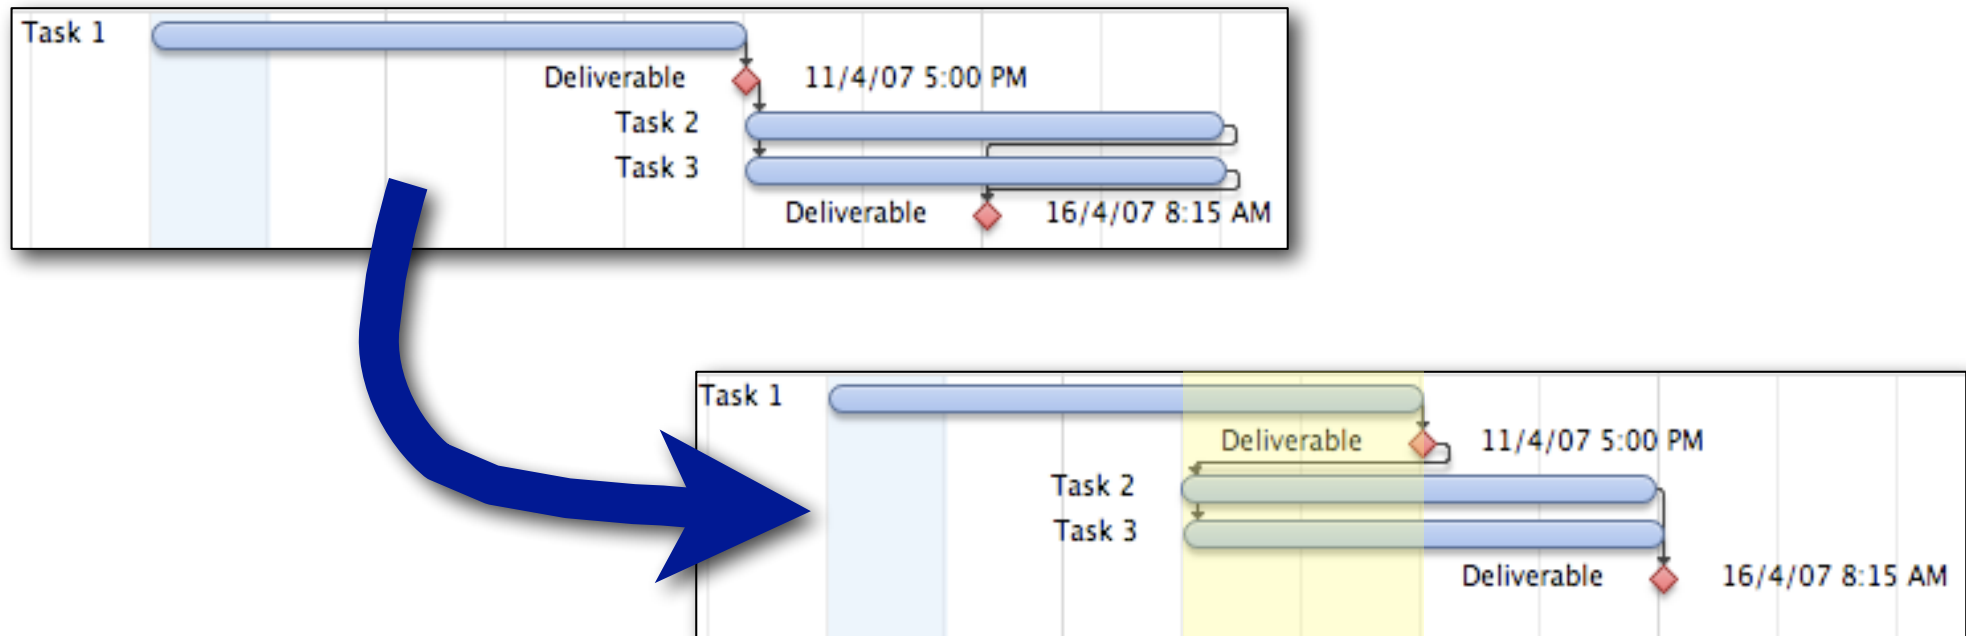 Task 1
Deliverable 11/4/07 5:00 PM
Task 2
Task 3
Deliverable 16/4/07 8:15 AM
Task 1
Deliverable 11/4/07 5:00 PM
Task 2
Task 3
Deliverable 16/4/07 8:15 AM